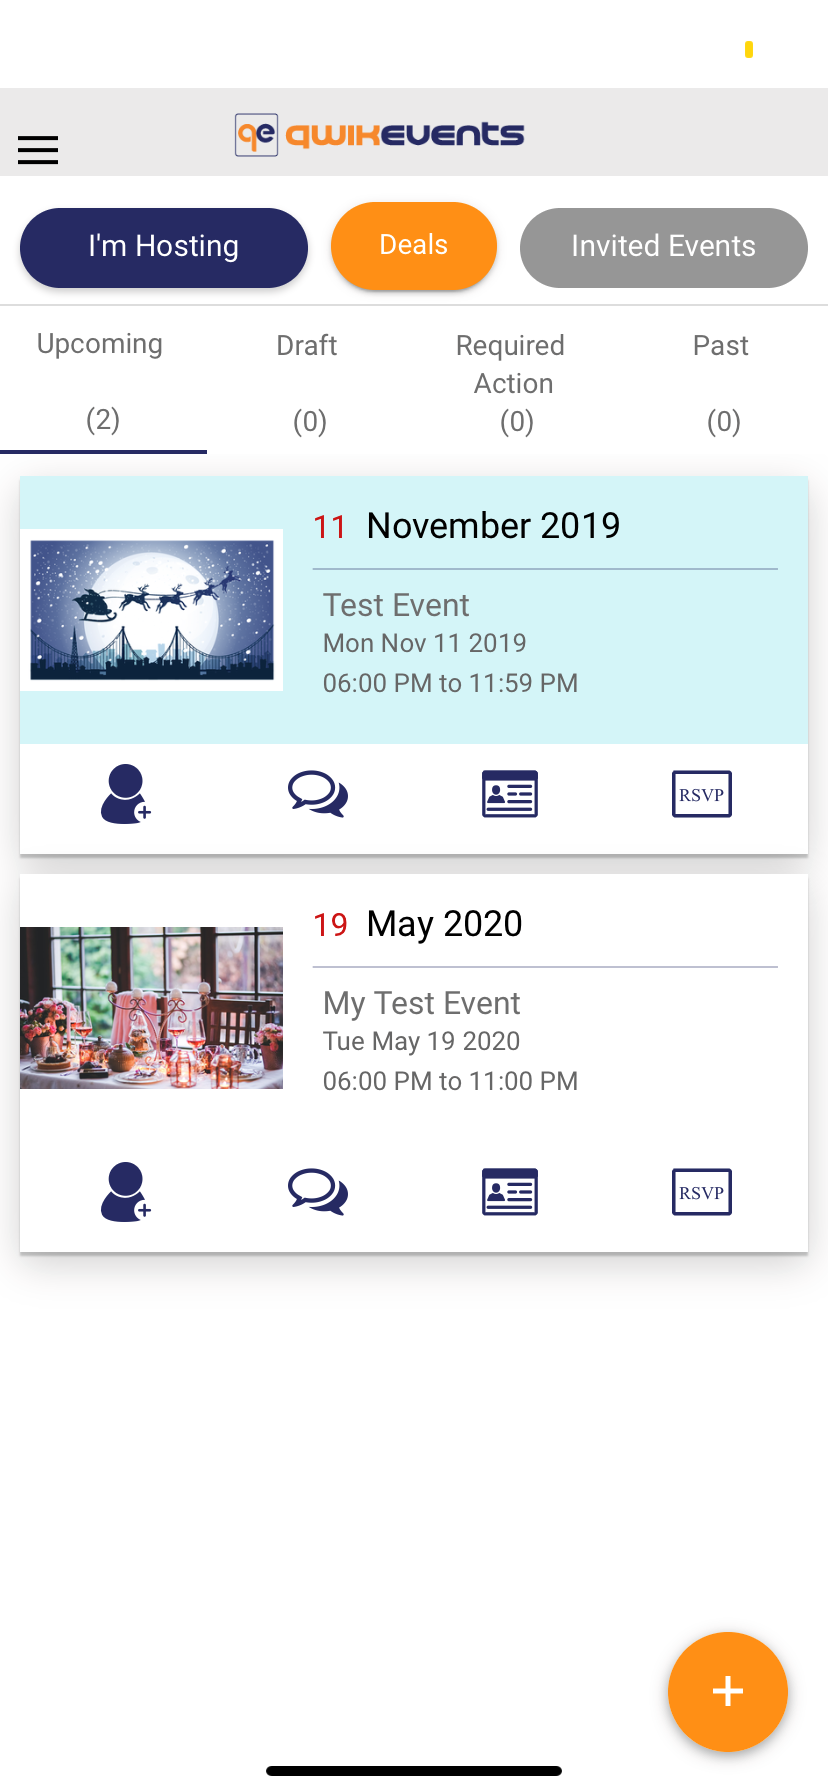 qe qwikevents
I'm Hosting
Deals
Invited Events
Upcoming
(2)
Draft
(0)
Required
Action
(0)
Past
(0)
11 November 2019
Test Event
Mon Nov 11 2019
06:00 PM to 11:59 PM
RSVP
19 May 2020
My Test Event
Tue May 19 2020
06:00 PM to 11:00 PM
RSVP
+